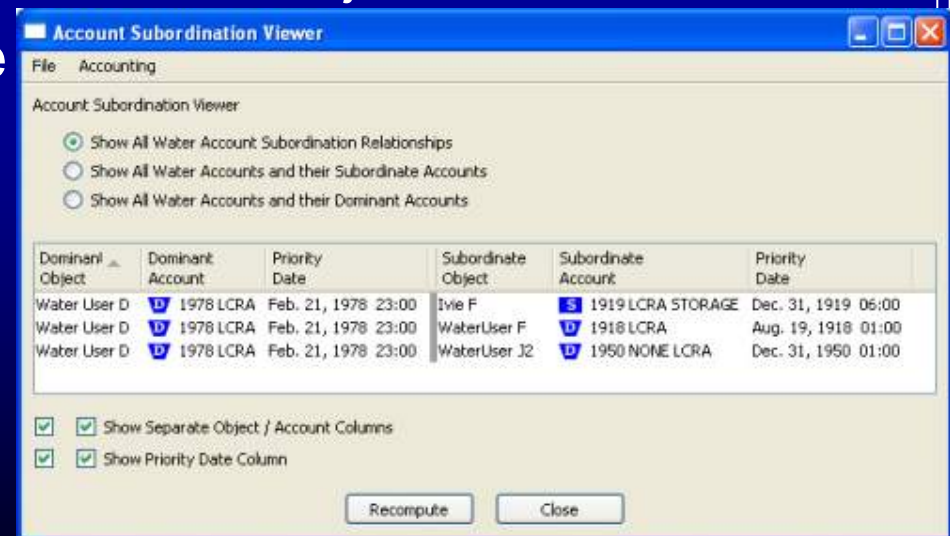 Account Subordination Viewer
File Accounting
Account Subordination Viewer
Show All Water Account Subordination Relationships
Show All Water Accounts and their Subordinate Accounts
Show All Water Accounts and their Dominant Accounts
Dominant Object Dominant Account Priority Date Subordinate Object Subordinate Account Priority Date
Water User D D 1978 LCRA Feb. 21, 1978 23:00 Ivie F S 1919 LCRA STORAGE Dec. 31, 1919 06:00
Water User D D 1978 LCRA Feb. 21, 1978 23:00 WaterUser F D 1918 LCRA Aug. 19, 1918 01:00
Water User D D 1978 LCRA Feb. 21, 1978 23:00 WaterUser J2 D 1950 NONE LCRA Dec. 31, 1950 01:00
Show Separate Object / Account Columns
Show Priority Date Column
Recompute Close